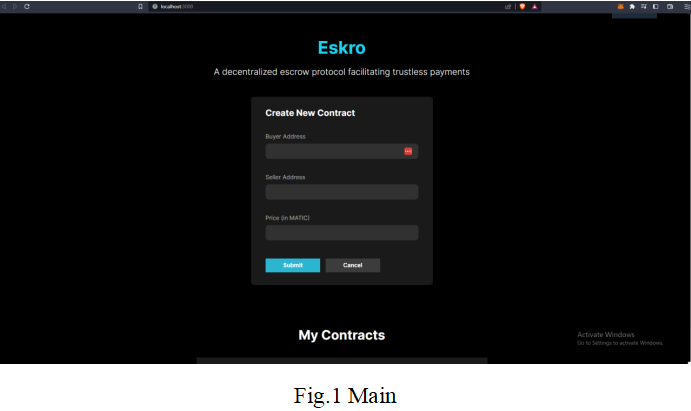 localhost:3000
Eskro
A decentralized escrow protocol facilitating trustless payments
Create New Contract
Buyer Address
Seller Address
Price (in MATIC)
Submit Cancel
My Contracts
Activate Windows
Go to Settings to activate Windows.
Fig.1 Main